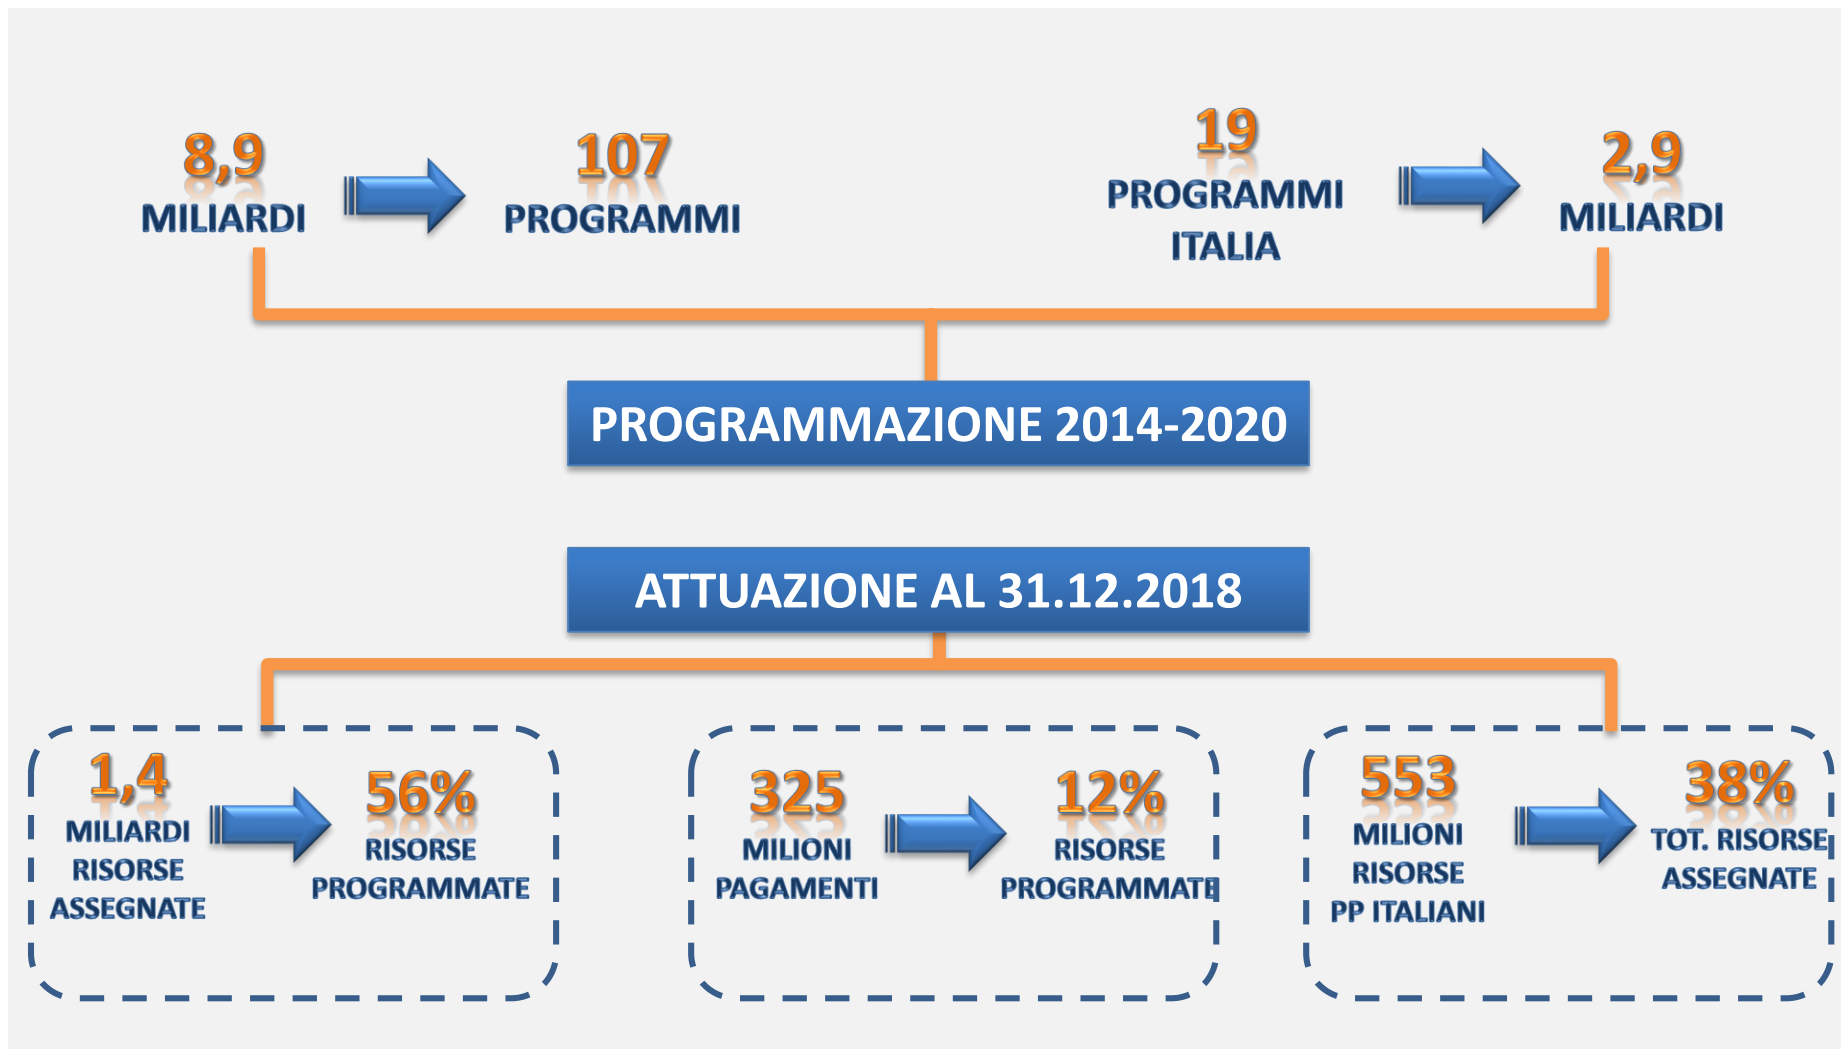 8,9
MILIARDI
107
PROGRAMMI
19
PROGRAMMI
ITALIA
2,9
MILIARDI
PROGRAMMAZIONE 2014-2020
ATTUAZIONE AL 31.12.2018
1,4
MILIARDI
RISORSE
ASSEGNATE
56%
RISORSE
PROGRAMMATE
325
MILIONI
PAGAMENTI
12%
RISORSE
PROGRAMMATE
553
MILIONI
RISORSE
PP ITALIANI
38%
TOT. RISORSE
ASSEGNATE